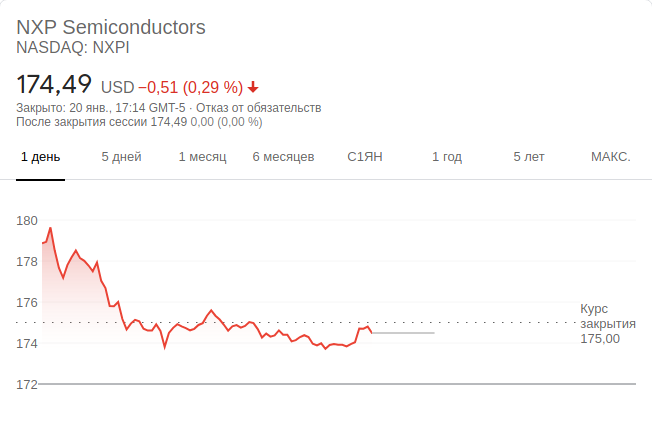 NXP Semiconductors
NASDAQ: NXPI
174,49 USD −0,51 (0,29 %)
Закрыто: 20 янв., 17:14 GMT-5 · Отказ от обязательств
После закрытия сессии 174,49 0,00 (0,00 %)
1 день 5 дней 1 месяц 6 месяцев С1ЯН 1 год 5 лет МАКС.
180
178
176
Курс
закрытия
175,00
174
172